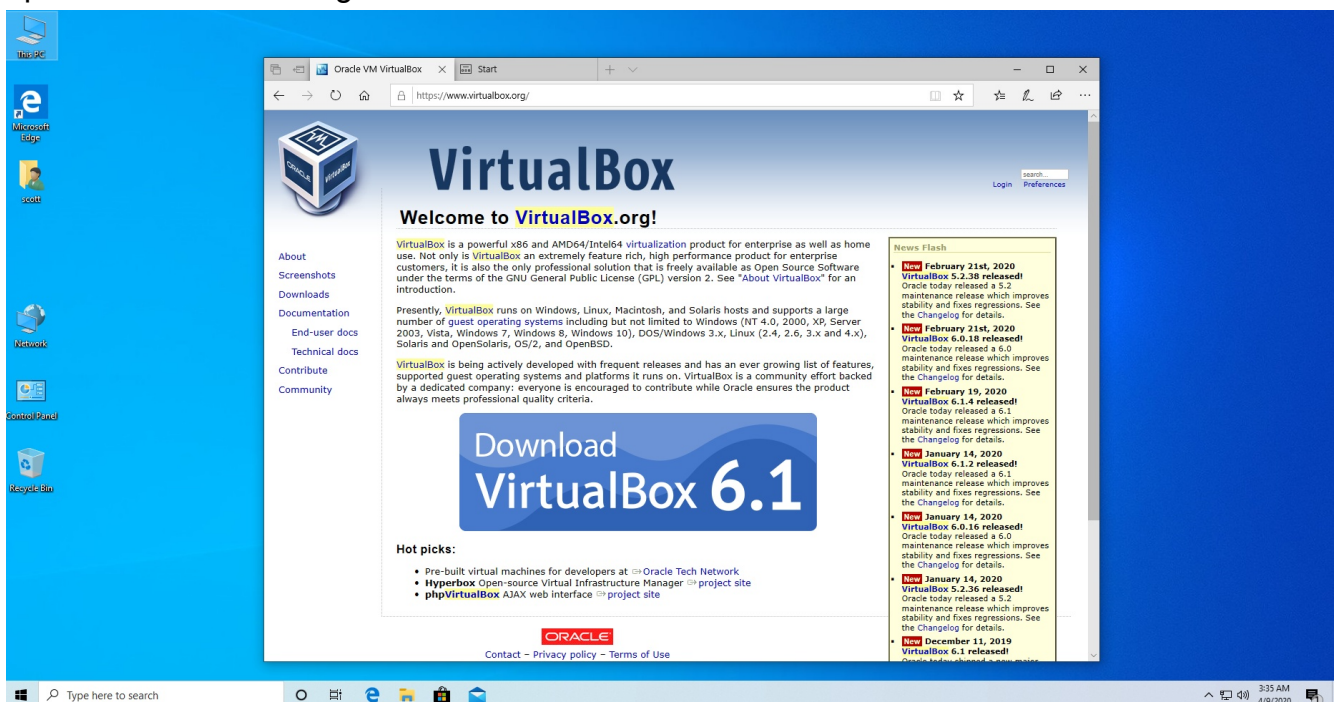 This PC
Microsoft
Edge
scott
Network
Control Panel
Recycle Bin
Oracle VM VirtualBox
Start
https://www.virtualbox.org/
ORACLE
VirtualBox
VirtualBox
search...
Login Preferences
Welcome to VirtualBox.org!
About
Screenshots
Downloads
Documentation
End-user docs
Technical docs
Contribute
Community
VirtualBox is a powerful x86 and AMD64/Intel64 virtualization product for enterprise as well as home
use. Not only is VirtualBox an extremely feature rich, high performance product for enterprise
customers, it is also the only professional solution that is freely available as Open Source Software
under the terms of the GNU General Public License (GPL) version 2. See "About VirtualBox" for an
introduction.
Presently, VirtualBox runs on Windows, Linux, Macintosh, and Solaris hosts and supports a large
number of guest operating systems including but not limited to Windows (NT 4.0, 2000, XP, Server
2003, Vista, Windows 7, Windows 8, Windows 10), DOS/Windows 3.x, Linux (2.4, 2.6, 3.x and 4.x),
Solaris and OpenSolaris, OS/2, and OpenBSD.
VirtualBox is being actively developed with frequent releases and has an ever growing list of features,
supported guest operating systems and platforms it runs on. VirtualBox is a community effort backed
by a dedicated company: everyone is encouraged to contribute while Oracle ensures the product
always meets professional quality criteria.
Download
VirtualBox 6.1
Hot picks:
• Pre-built virtual machines for developers at Oracle Tech Network
• Hyperbox Open-source Virtual Infrastructure Manager project site
• phpVirtualBox AJAX web interface project site
ORACLE
Contact – Privacy policy – Terms of Use
News Flash
• New February 21st, 2020
VirtualBox 5.2.38 released!
Oracle today released a 5.2
maintenance release which improves
stability and fixes regressions. See
the Changelog for details.
• New February 21st, 2020
VirtualBox 6.0.18 released!
Oracle today released a 6.0
maintenance release which improves
stability and fixes regressions. See
the Changelog for details.
• New February 19, 2020
VirtualBox 6.1.4 released!
Oracle today released a 6.1
maintenance release which improves
stability and fixes regressions. See
the Changelog for details.
• New January 14, 2020
VirtualBox 6.1.2 released!
Oracle today released a 6.1
maintenance release which improves
stability and fixes regressions. See
the Changelog for details.
• New January 14, 2020
VirtualBox 6.0.16 released!
Oracle today released a 6.0
maintenance release which improves
stability and fixes regressions. See
the Changelog for details.
• New January 14, 2020
VirtualBox 5.2.36 released!
Oracle today released a 5.2
maintenance release which improves
stability and fixes regressions. See
the Changelog for details.
• New December 11, 2019
VirtualBox 6.1 released!
Type here to search
3:35 AM
4/9/2020